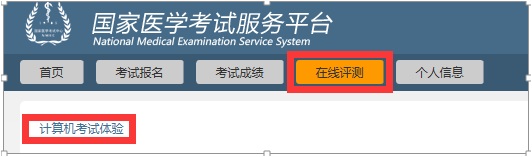 国家医学考试服务平台
National Medical Examination Service System
首页 考试报名 考试成绩 在线评测 个人信息
计算机考试体验